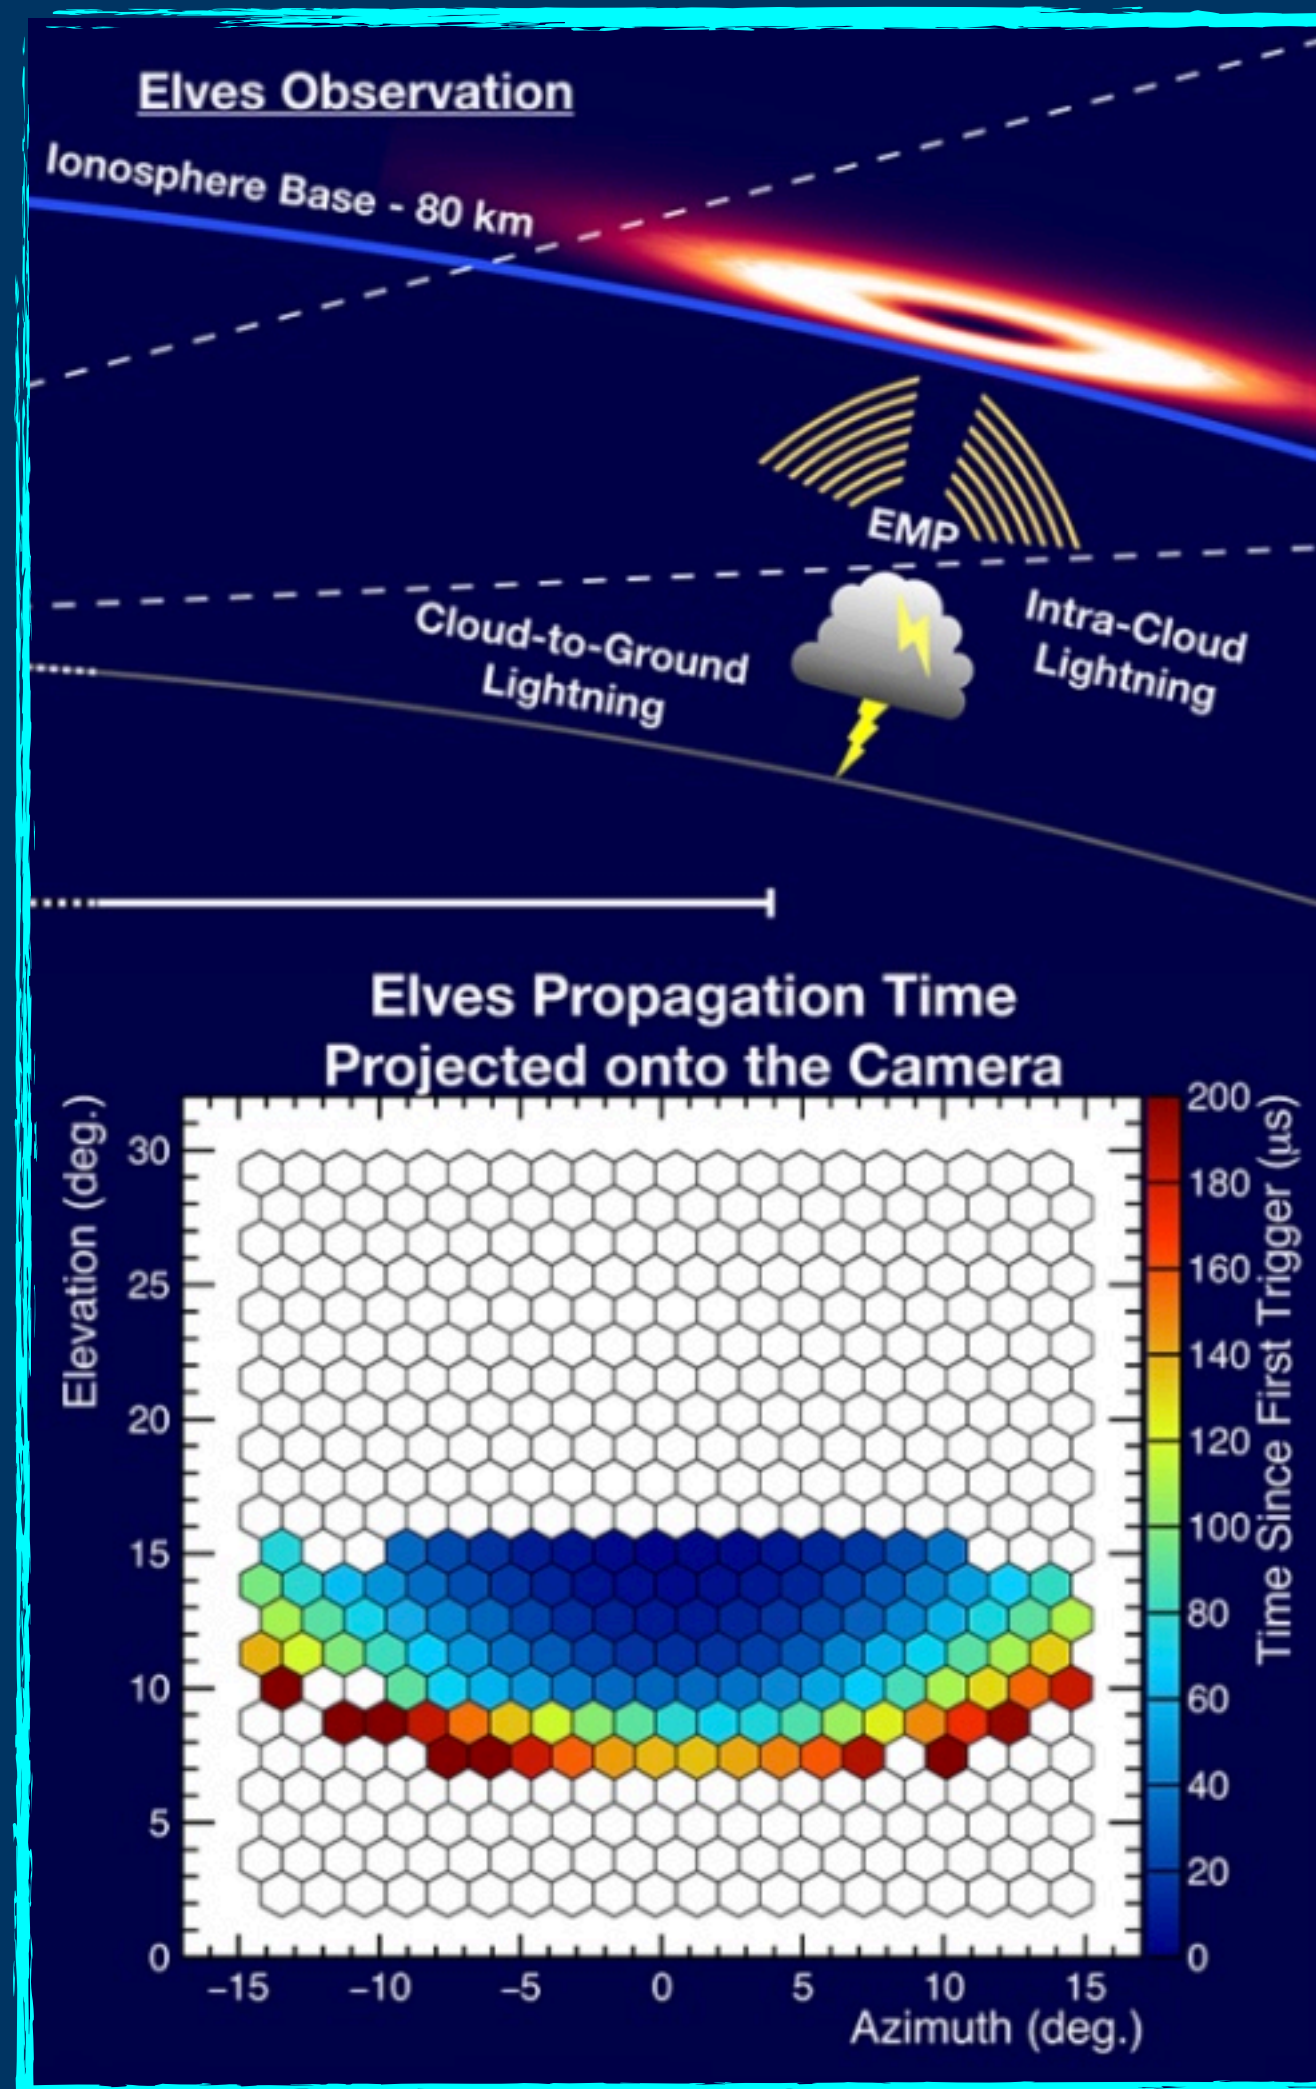 Elves Observation
Ionosphere Base - 80 km
EMP
Cloud-to-Ground
Lightning
Intra-Cloud
Lightning
Elves Propagation Time
Projected onto the Camera
Elevation (deg.)
30
25
20
15
10
5
0
−15 −10 −5 0 5 10 15
Azimuth (deg.)
200
180
160
140
120
100
80
60
40
20
0
Time Since First Trigger (μs)